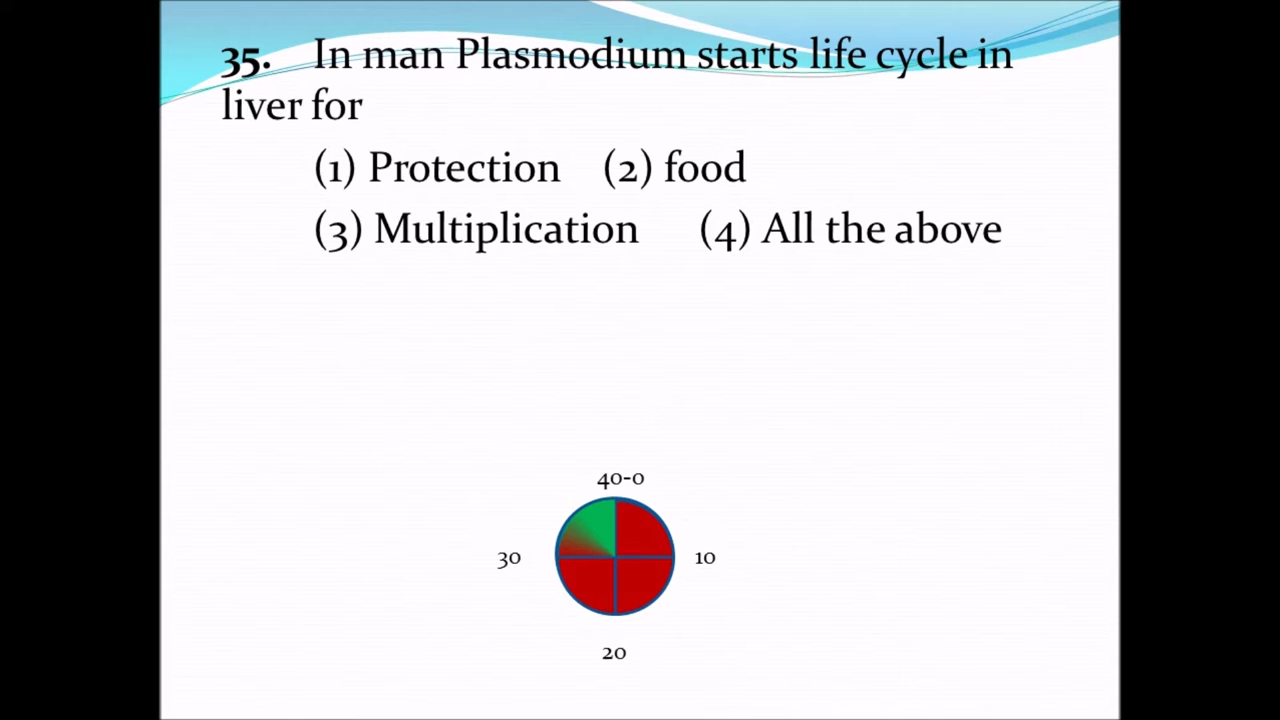 35. In man Plasmodium starts life cycle in
liver for
(1) Protection (2) food
(3) Multiplication (4) All the above
40-0
30 10
20